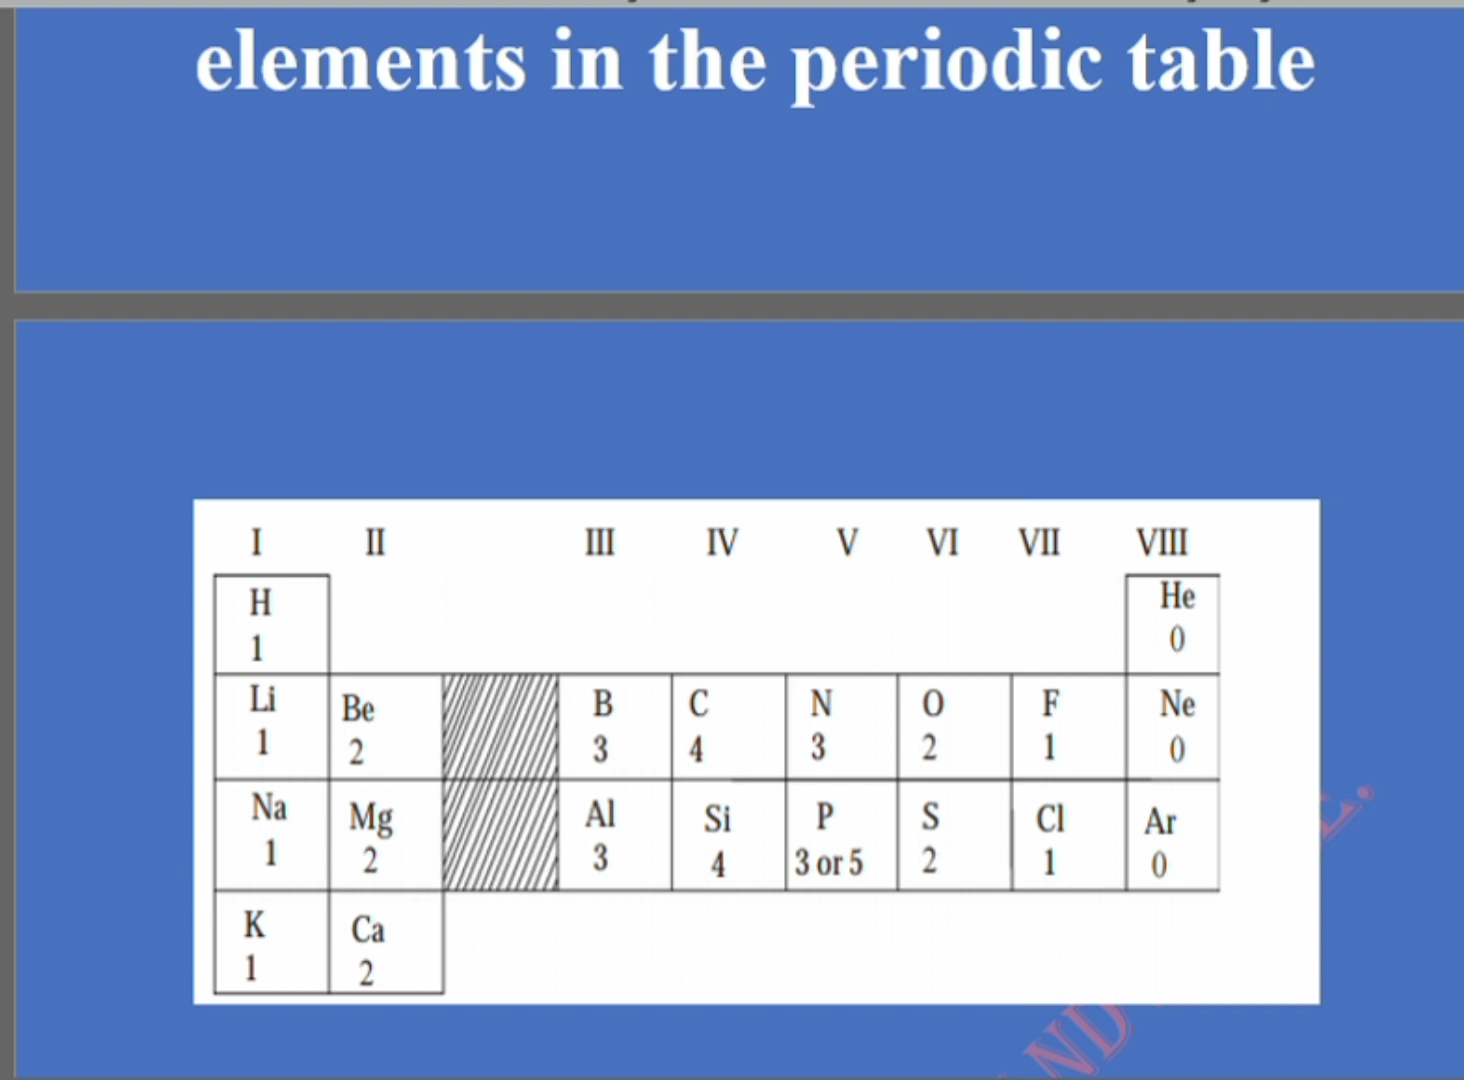 elements in the periodic table
I II III IV V VI VII VIII
H He
1 0
Li Be B C N O F Ne
1 2 3 4 3 2 1 0
Na Mg Al Si P S Cl Ar
1 2 3 4 3 or 5 2 1 0
K Ca
1 2
ND
E.